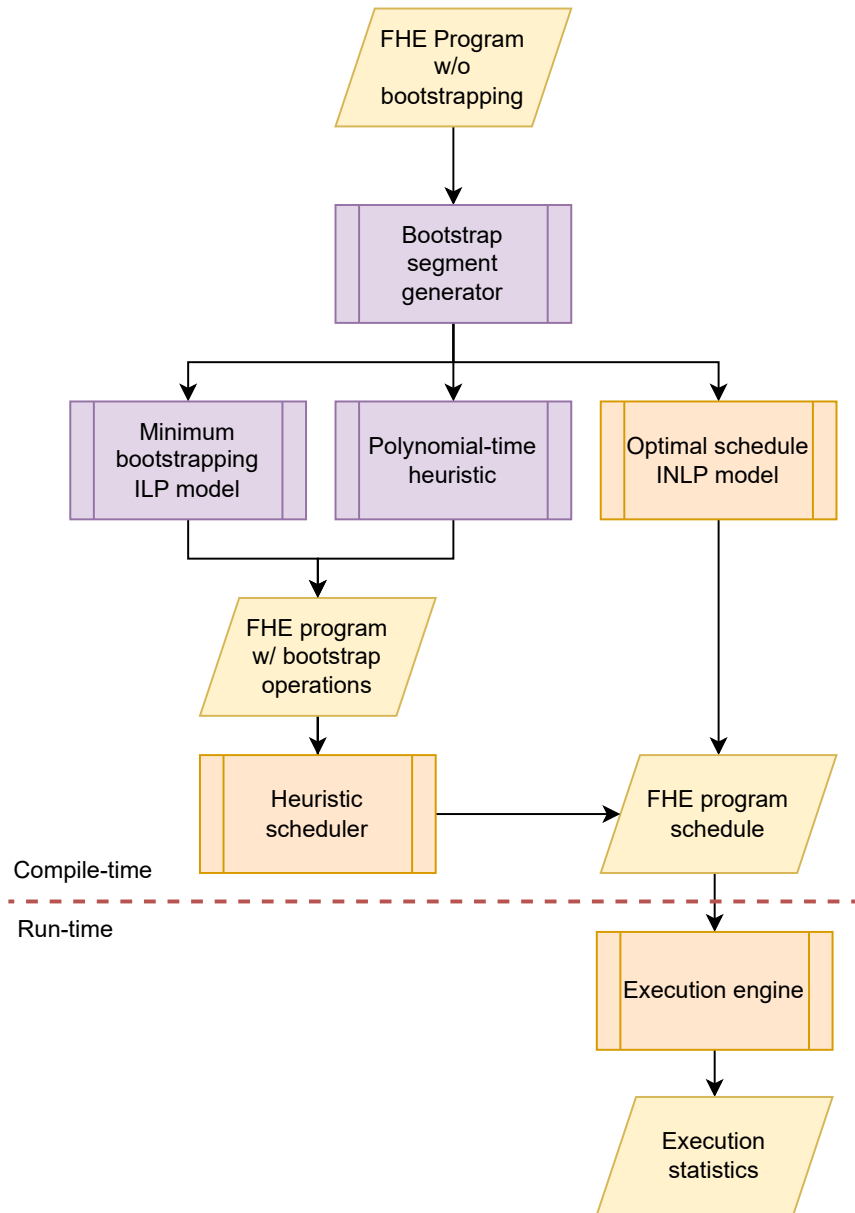 FHE Program
w/o
bootstrapping
Bootstrap
segment
generator
Minimum
bootstrapping
ILP model
Polynomial-time
heuristic
Optimal schedule
INLP model
FHE program
w/ bootstrap
operations
Heuristic
scheduler
FHE program
schedule
Compile-time
Run-time
Execution engine
Execution
statistics